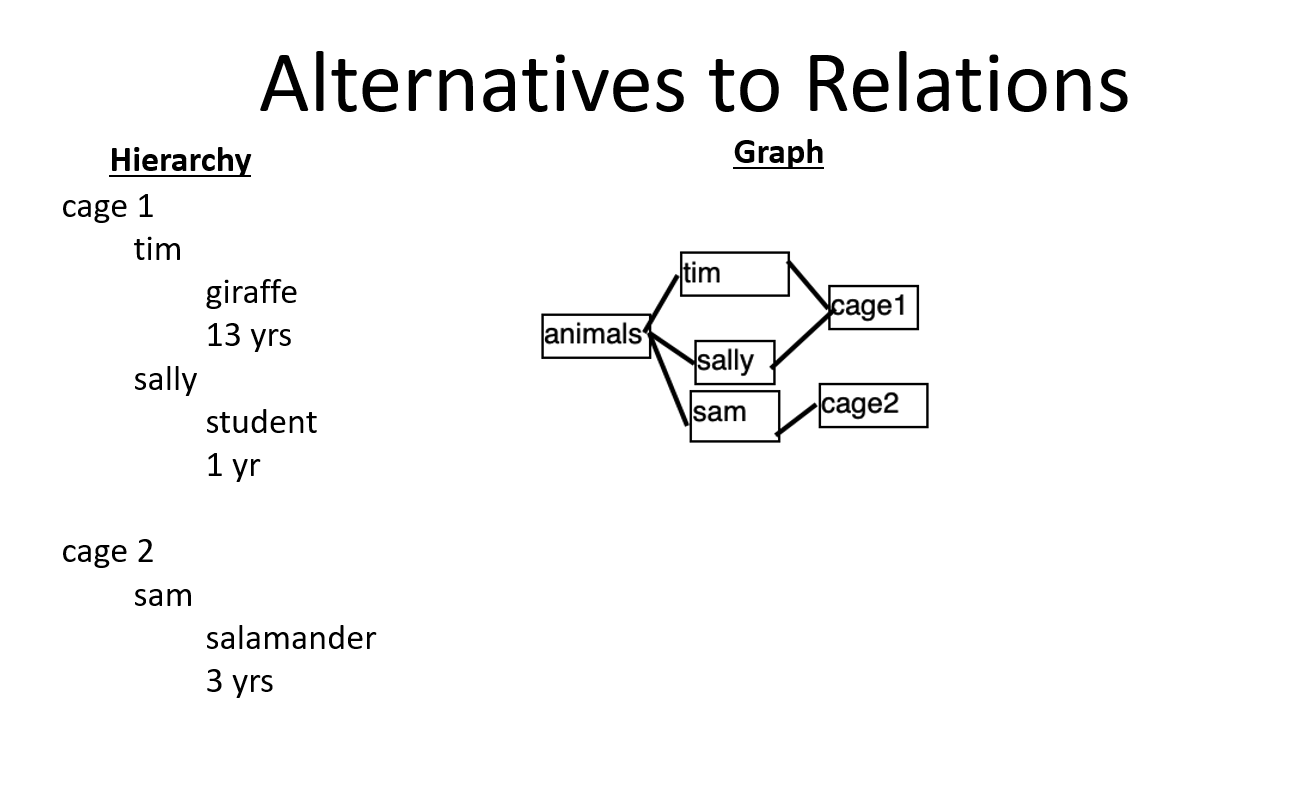 Alternatives to Relations
Hierarchy
cage 1
tim
giraffe
13 yrs
sally
student
1 yr
cage 2
sam
salamander
3 yrs
Graph
animals
tim
sally
sam
cage1
cage2